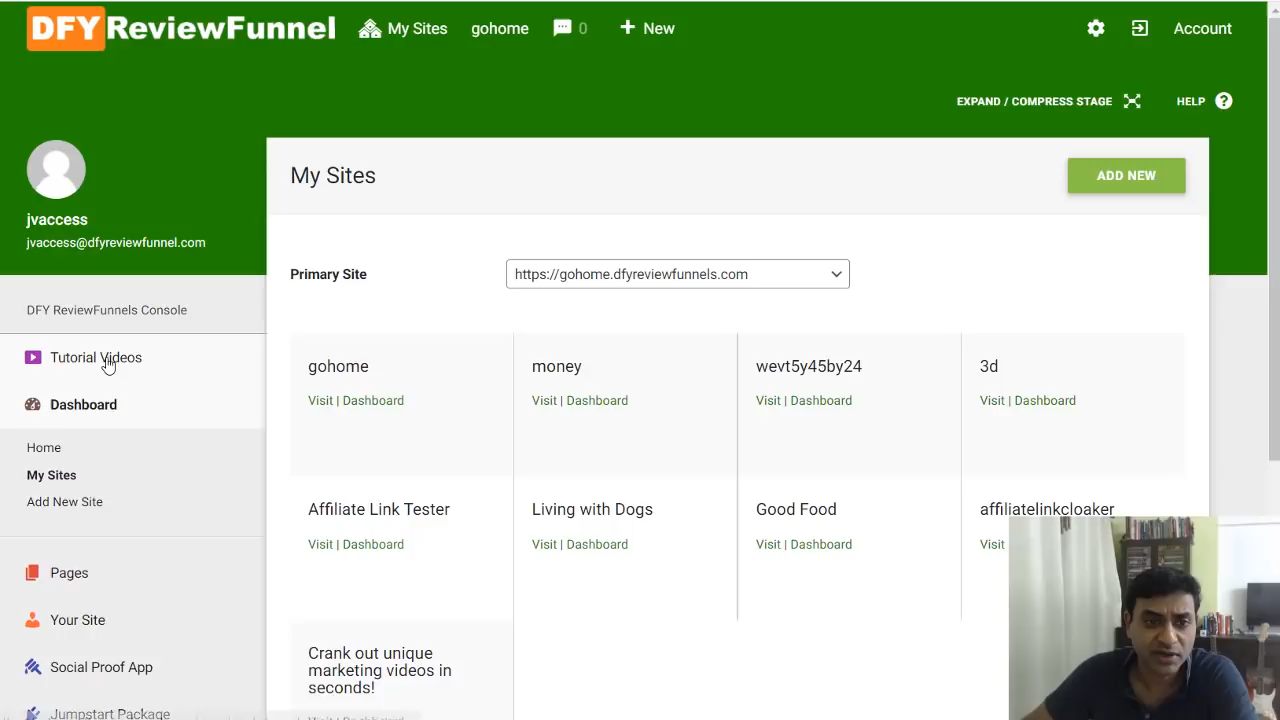 DFY ReviewFunnel My Sites gohome 0 + New Account
EXPAND / COMPRESS STAGE HELP ?
jvaccess
jvaccess@dfyreviewfunnel.com
DFY ReviewFunnels Console
Tutorial Videos
Dashboard
Home
My Sites
Add New Site
Pages
Your Site
Social Proof App
Jumpstart Package
My Sites ADD NEW
Primary Site https://gohome.dfyreviewfunnels.com
gohome money wevt5y45by24 3d
Visit | Dashboard Visit | Dashboard Visit | Dashboard Visit | Dashboard
Affiliate Link Tester Living with Dogs Good Food affiliatelinkcloaker
Visit | Dashboard Visit | Dashboard Visit | Dashboard Visit
Crank out unique
marketing videos in
seconds!